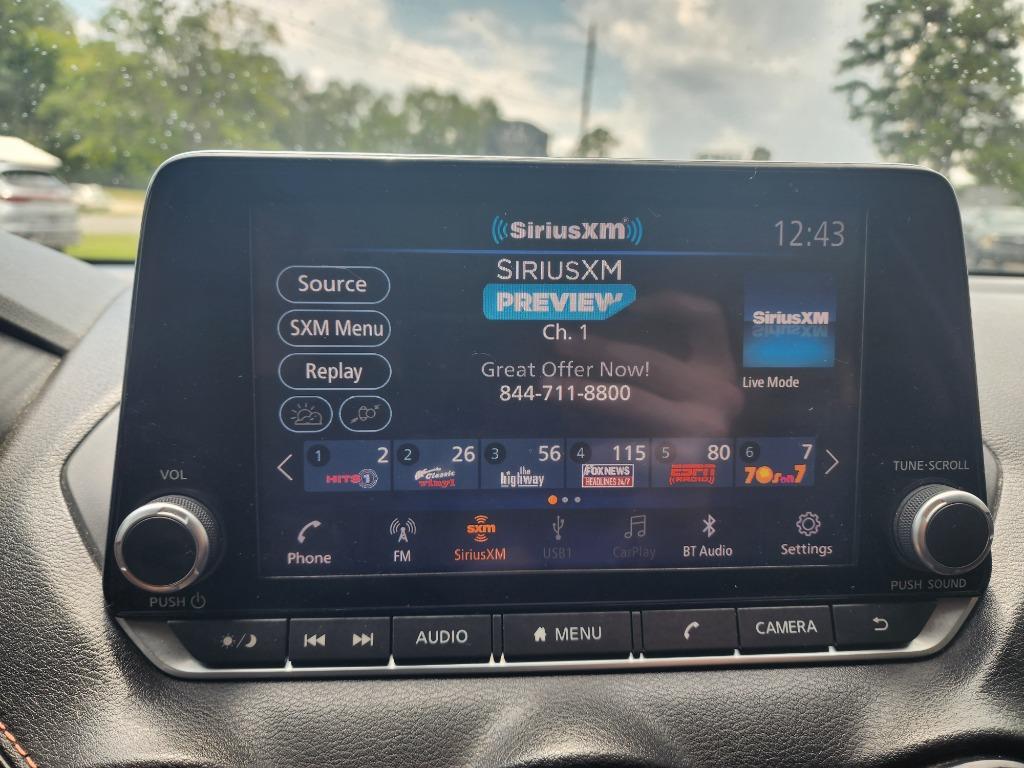 SiriusXM
12:43
Source
SIRIUSXM
PREVIEW
SXM Menu
Ch. 1
SiriusXM
Replay
Great Offer Now!
844-711-8800
Live Mode
1 2 HITS1
2 26 Classic Vinyl
3 56 the highway
4 115 FOX NEWS HEADLINES 24/7
5 80 ESPN RADIO
6 7 70s on 7
Phone
FM
sxm
SiriusXM
USB1
CarPlay
BT Audio
Settings
VOL
PUSH
TUNE·SCROLL
PUSH SOUND
AUDIO
MENU
CAMERA